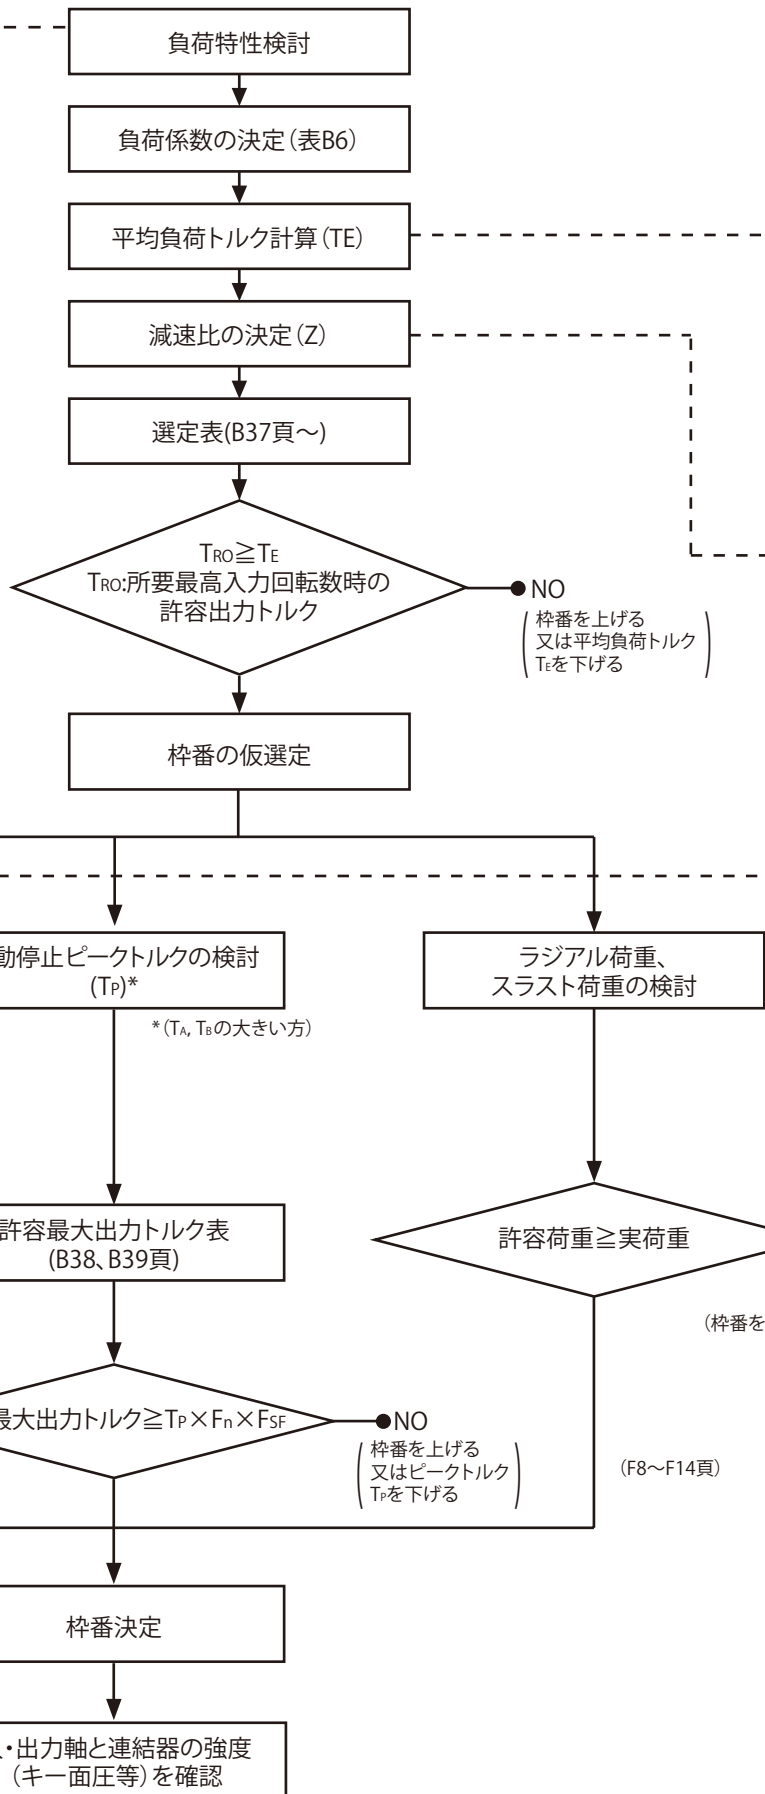 負荷特性検討
負荷係数の決定(表B6)
平均負荷トルク計算(TE)
減速比の決定(Z)
選定表(B37頁～)
TRO≧TE
TRO:所要最高入力回転数時の
許容出力トルク
NO
枠番を上げる
又は平均負荷トルク
TEを下げる
枠番の仮選定
動停止ピークトルクの検討
(TP)*
*(TA, TBの大きい方)
ラジアル荷重、
スラスト荷重の検討
許容最大出力トルク表
(B38、B39頁)
許容荷重≧実荷重
(枠番を
最大出力トルク≧TP×Fn×FSF
NO
枠番を上げる
又はピークトルク
TPを下げる
(F8～F14頁)
枠番決定
・出力軸と連結器の強度
(キー面圧等)を確認